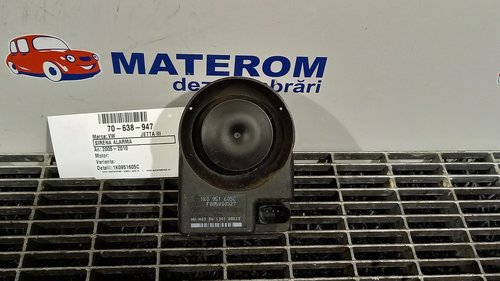 MATEROM
dezmembrări
70-638-947
Marca: VW JETTA III
SIRENA ALARMA
An: 2005 - 2010
Motor:
Varianta:
Detalii: 1K0951605C
1K0 951 605C
F005V00327